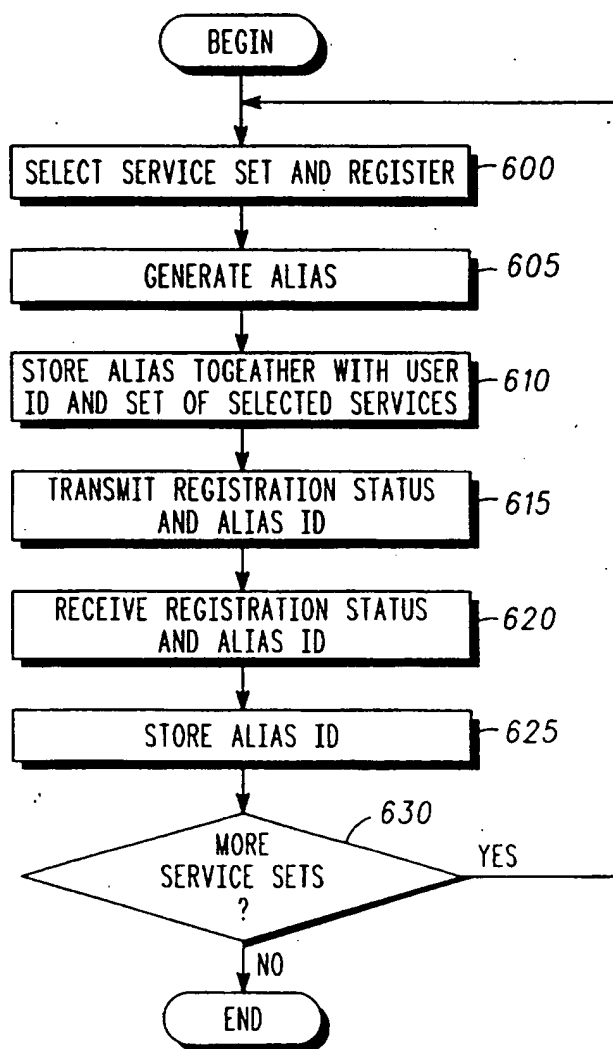 BEGIN
SELECT SERVICE SET AND REGISTER
600
GENERATE ALIAS
605
STORE ALIAS TOGEATHER WITH USER
ID AND SET OF SELECTED SERVICES
610
TRANSMIT REGISTRATION STATUS
AND ALIAS ID
615
RECEIVE REGISTRATION STATUS
AND ALIAS ID
620
STORE ALIAS ID
625
630
MORE
SERVICE SETS
?
YES
NO
END